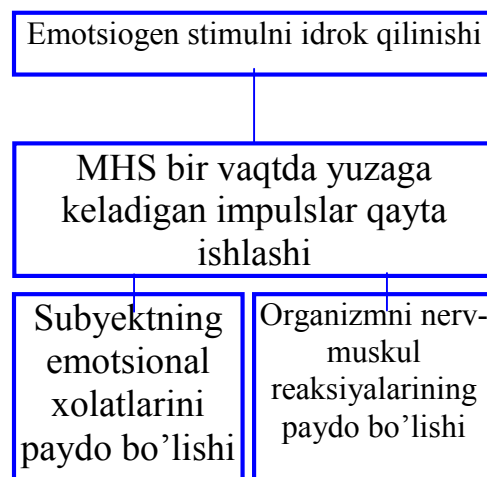 Emotsiogen stimulni idrok qilinishi
MHS bir vaqtda yuzaga
keladigan impulslar qayta
ishlashi
Subyektning
emotsional
xolatlarini
paydo bo’lishi
Organizmni nerv-
muskul
reaksiyalarining
paydo bo’lishi